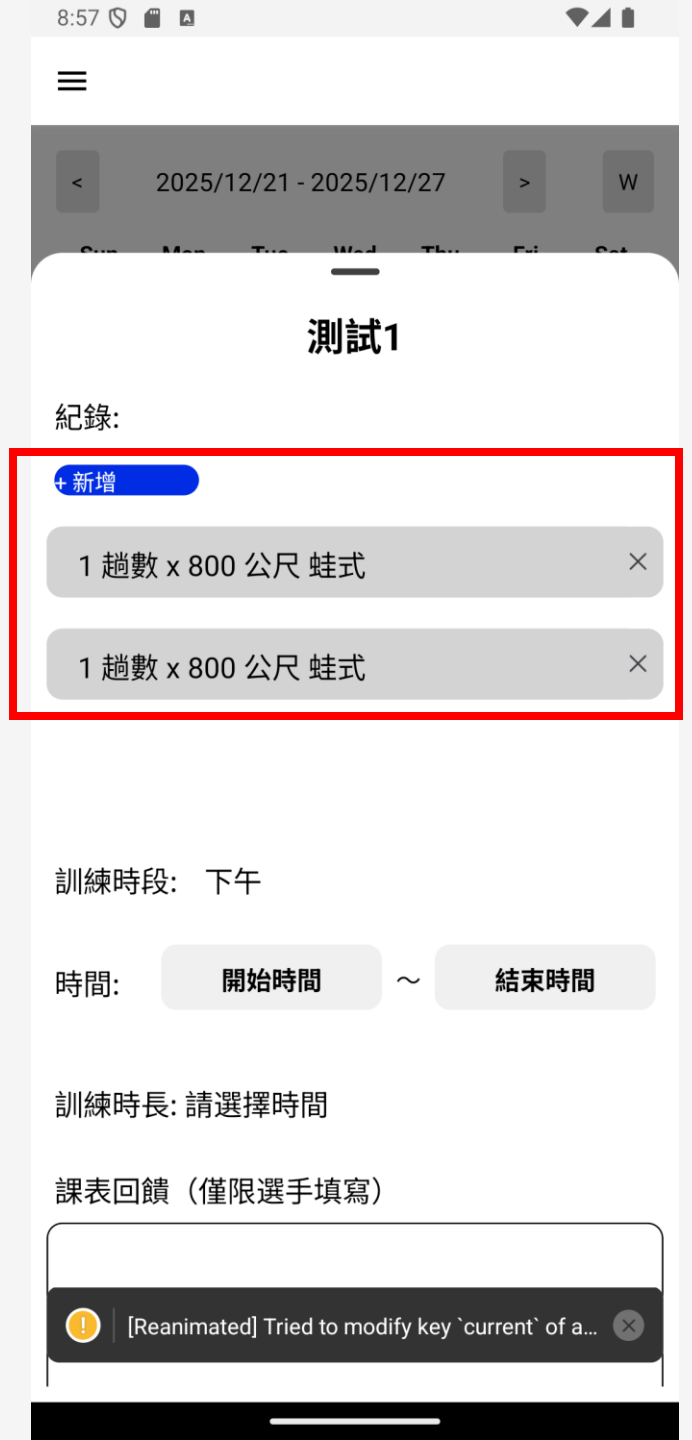 8:57
< 2025/12/21 - 2025/12/27 > W
測試1
紀錄:
+ 新增
1 趟數 x 800 公尺 蛙式
1 趟數 x 800 公尺 蛙式
訓練時段: 下午
時間: 開始時間 ～ 結束時間
訓練時長: 請選擇時間
課表回饋（僅限選手填寫）
[Reanimated] Tried to modify key `current` of a...